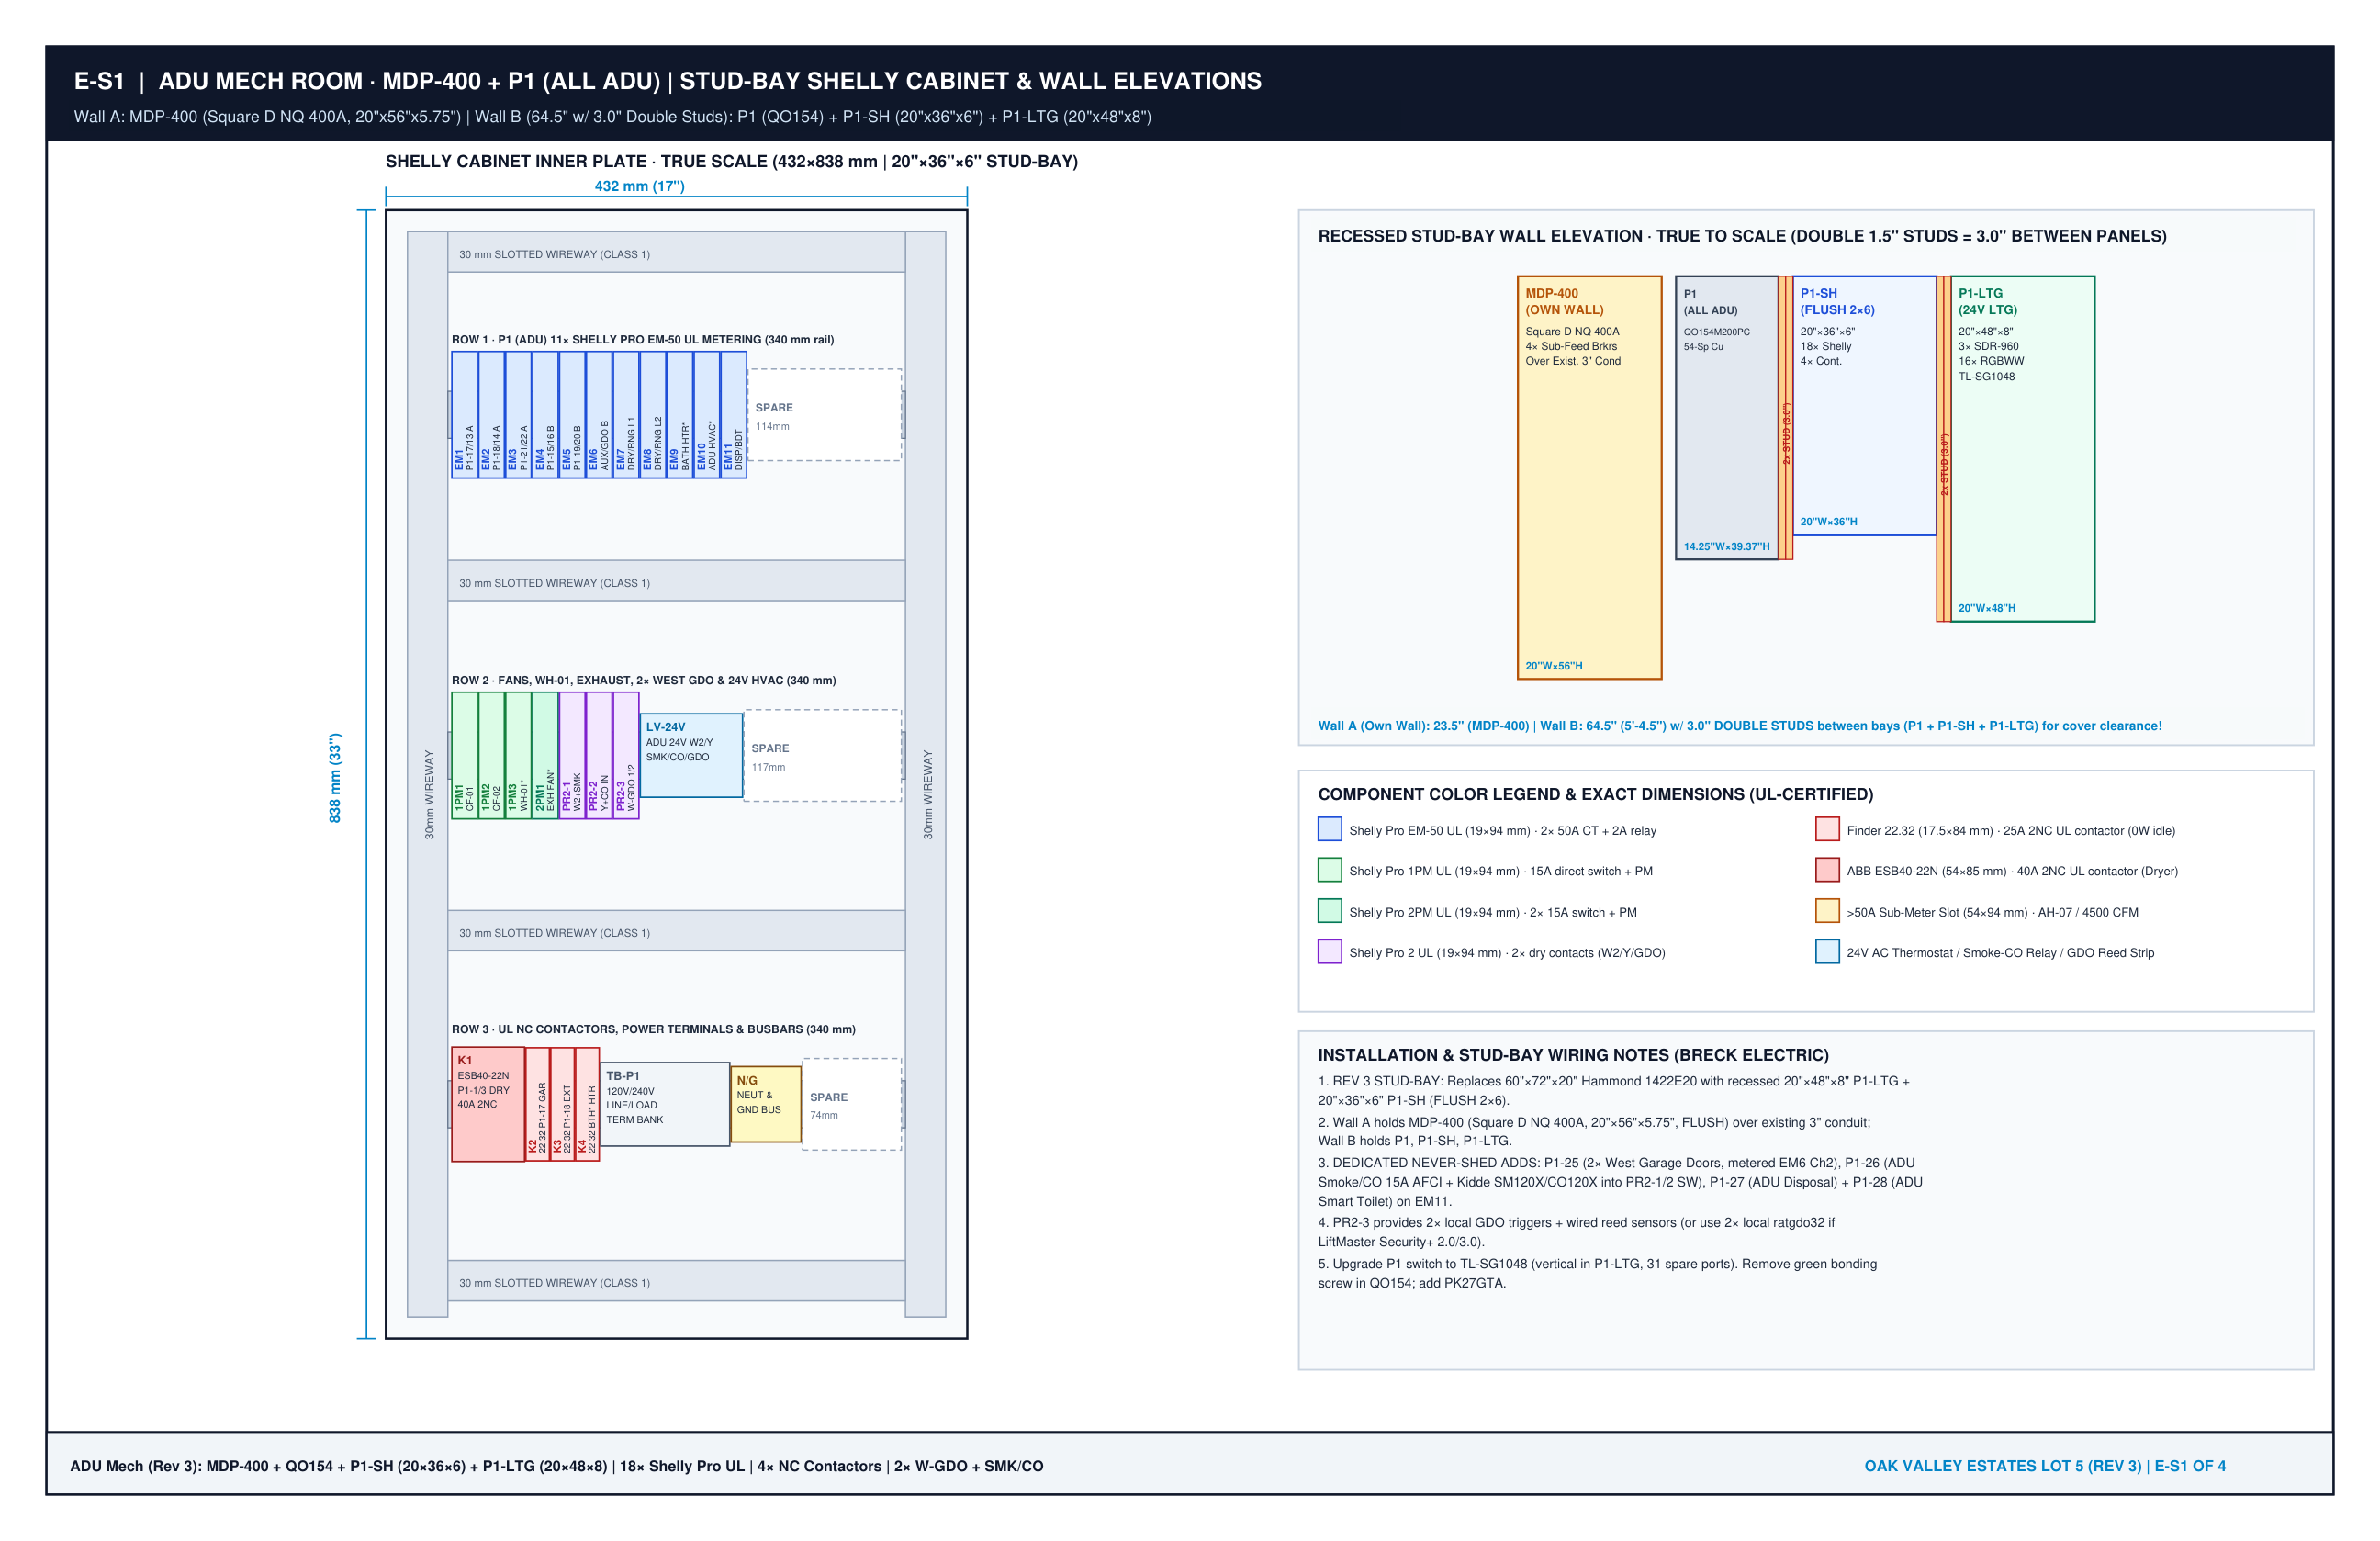 E-S1 | ADU MECH ROOM · MDP-400 + P1 (ALL ADU) | STUD-BAY SHELLY CABINET & WALL ELEVATIONS
Wall A: MDP-400 (Square D NQ 400A, 20"x56"x5.75") | Wall B (64.5" w/ 3.0" Double Studs): P1 (QO154) + P1-SH (20"x36"x6") + P1-LTG (20"x48"x8")
SHELLY CABINET INNER PLATE · TRUE SCALE (432×838 mm | 20"×36"×6" STUD-BAY)
432 mm (17")
838 mm (33")
30mm WIREWAY
30mm WIREWAY
30 mm SLOTTED WIREWAY (CLASS 1)
ROW 1 · P1 (ADU) 11× SHELLY PRO EM-50 UL METERING (340 mm rail)
EM1
P1-17/13 A
EM2
P1-18/14 A
EM3
P1-21/22 A
EM4
P1-15/16 B
EM5
P1-19/20 B
EM6
AUX/GDO B
EM7
DRY/RNG L1
EM8
DRY/RNG L2
EM9
BATH HTR*
EM10
ADU HVAC*
EM11
DISP/BDT
SPARE
114mm
30 mm SLOTTED WIREWAY (CLASS 1)
ROW 2 · FANS, WH-01, EXHAUST, 2× WEST GDO & 24V HVAC (340 mm)
1PM1
CF-01
1PM2
CF-02
1PM3
WH-01*
2PM1
EXH FAN*
PR2-1
W2+SMK
PR2-2
Y+CO IN
PR2-3
W-GDO 1/2
LV-24V
ADU 24V W2/Y
SMK/CO/GDO
SPARE
117mm
30 mm SLOTTED WIREWAY (CLASS 1)
ROW 3 · UL NC CONTACTORS, POWER TERMINALS & BUSBARS (340 mm)
K1
ESB40-22N
P1-1/3 DRY
40A 2NC
K2
22.32 P1-17 GAR
K3
22.32 P1-18 EXT
K4
22.32 BTH* HTR
TB-P1
120V/240V
LINE/LOAD
TERM BANK
N/G
NEUT &
GND BUS
SPARE
74mm
30 mm SLOTTED WIREWAY (CLASS 1)
RECESSED STUD-BAY WALL ELEVATION · TRUE TO SCALE (DOUBLE 1.5" STUDS = 3.0" BETWEEN PANELS)
MDP-400
(OWN WALL)
Square D NQ 400A
4× Sub-Feed Brkrs
Over Exist. 3" Cond
20"W×56"H
P1
(ALL ADU)
QO154M200PC
54-Sp Cu
14.25"W×39.37"H
2x STUD (3.0")
P1-SH
(FLUSH 2×6)
20"×36"×6"
18× Shelly
4× Cont.
20"W×36"H
2x STUD (3.0")
P1-LTG
(24V LTG)
20"×48"×8"
3× SDR-960
16× RGBWW
TL-SG1048
20"W×48"H
Wall A (Own Wall): 23.5" (MDP-400) | Wall B: 64.5" (5'-4.5") w/ 3.0" DOUBLE STUDS between bays (P1 + P1-SH + P1-LTG) for cover clearance!
COMPONENT COLOR LEGEND & EXACT DIMENSIONS (UL-CERTIFIED)
Shelly Pro EM-50 UL (19×94 mm) · 2× 50A CT + 2A relay
Finder 22.32 (17.5×84 mm) · 25A 2NC UL contactor (0W idle)
Shelly Pro 1PM UL (19×94 mm) · 15A direct switch + PM
ABB ESB40-22N (54×85 mm) · 40A 2NC UL contactor (Dryer)
Shelly Pro 2PM UL (19×94 mm) · 2× 15A switch + PM
>50A Sub-Meter Slot (54×94 mm) · AH-07 / 4500 CFM
Shelly Pro 2 UL (19×94 mm) · 2× dry contacts (W2/Y/GDO)
24V AC Thermostat / Smoke-CO Relay / GDO Reed Strip
INSTALLATION & STUD-BAY WIRING NOTES (BRECK ELECTRIC)
1. REV 3 STUD-BAY: Replaces 60"×72"×20" Hammond 1422E20 with recessed 20"×48"×8" P1-LTG +
20"×36"×6" P1-SH (FLUSH 2×6).
2. Wall A holds MDP-400 (Square D NQ 400A, 20"×56"×5.75", FLUSH) over existing 3" conduit;
Wall B holds P1, P1-SH, P1-LTG.
3. DEDICATED NEVER-SHED ADDS: P1-25 (2× West Garage Doors, metered EM6 Ch2), P1-26 (ADU
Smoke/CO 15A AFCI + Kidde SM120X/CO120X into PR2-1/2 SW), P1-27 (ADU Disposal) + P1-28 (ADU
Smart Toilet) on EM11.
4. PR2-3 provides 2× local GDO triggers + wired reed sensors (or use 2× local ratgdo32 if
LiftMaster Security+ 2.0/3.0).
5. Upgrade P1 switch to TL-SG1048 (vertical in P1-LTG, 31 spare ports). Remove green bonding
screw in QO154; add PK27GTA.
ADU Mech (Rev 3): MDP-400 + QO154 + P1-SH (20×36×6) + P1-LTG (20×48×8) | 18× Shelly Pro UL | 4× NC Contactors | 2× W-GDO + SMK/CO
OAK VALLEY ESTATES LOT 5 (REV 3) | E-S1 OF 4